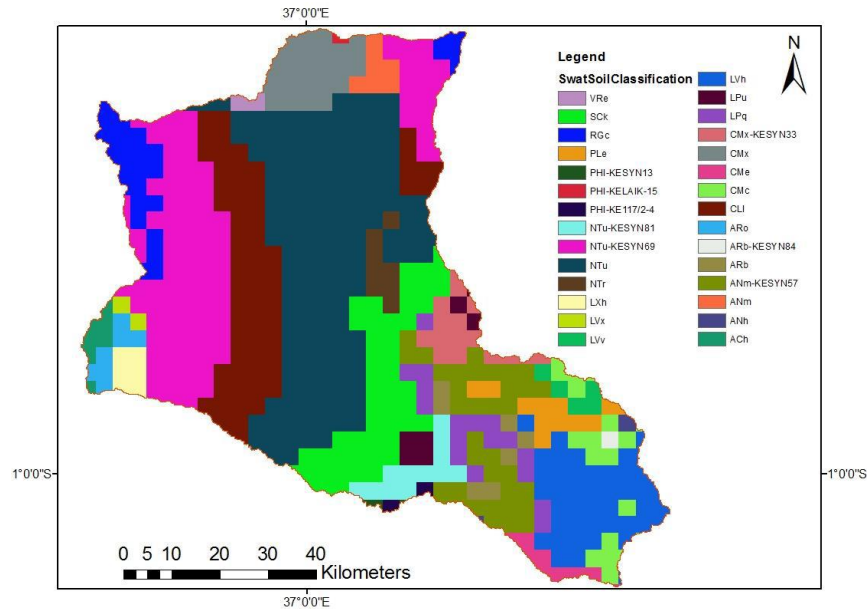 37°0'0"E
N
Legend
SwatSoilClassification
VRe
SCk
RGc
PLe
PHI-KESYN13
PHI-KELAIK-15
PHI-KE117/2-4
NTu-KESYN81
NTu-KESYN69
NTu
NTr
LXh
LVx
LVv
LVh
LPu
LPq
CMx-KESYN33
CMx
CMe
CMc
CLl
ARo
ARb-KESYN84
ARb
ANm-KESYN57
ANm
ANh
ACh
1°0'0"S
1°0'0"S
0 5 10 20 30 40
Kilometers
37°0'0"E